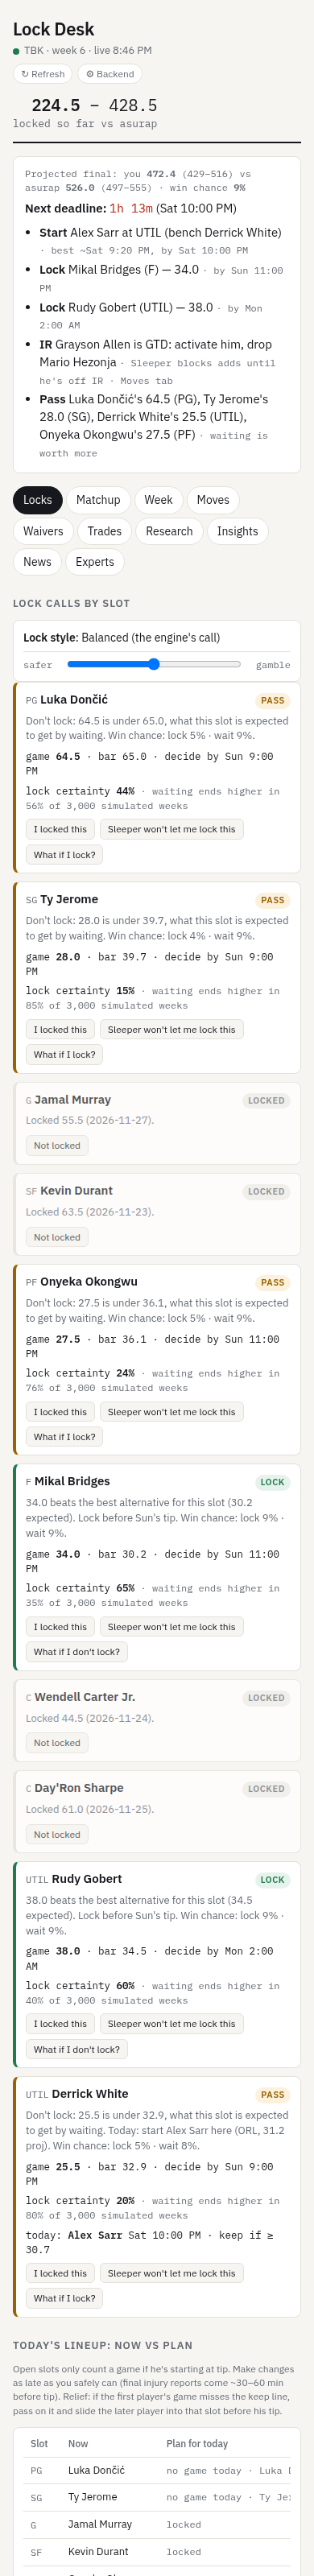 Lock Desk
TBK · week 6 · live 8:46 PM
↻ Refresh
⚙ Backend
224.5 – 428.5
locked so far vs asurap
Projected final: you 472.4 (429–516) vs
asurap 526.0 (497–555) · win chance 9%
Next deadline: 1h 13m (Sat 10:00 PM)
• Start Alex Sarr at UTIL (bench Derrick White)
· best ~Sat 9:20 PM, by Sat 10:00 PM
• Lock Mikal Bridges (F) — 34.0 · by Sun 11:00
PM
• Lock Rudy Gobert (UTIL) — 38.0 · by Mon
2:00 AM
• IR Grayson Allen is GTD: activate him, drop
Mario Hezonja · Sleeper blocks adds until
he's off IR · Moves tab
• Pass Luka Dončić's 64.5 (PG), Ty Jerome's
28.0 (SG), Derrick White's 25.5 (UTIL),
Onyeka Okongwu's 27.5 (PF) · waiting is
worth more
Locks
Matchup
Week
Moves
Waivers
Trades
Research
Insights
News
Experts
LOCK CALLS BY SLOT
Lock style: Balanced (the engine's call)
safer
gamble
PG Luka Dončić
PASS
Don't lock: 64.5 is under 65.0, what this slot is expected
to get by waiting. Win chance: lock 5% · wait 9%.
game 64.5 · bar 65.0 · decide by Sun 9:00
PM
lock certainty 44% · waiting ends higher in
56% of 3,000 simulated weeks
I locked this
Sleeper won't let me lock this
What if I lock?
SG Ty Jerome
PASS
Don't lock: 28.0 is under 39.7, what this slot is expected
to get by waiting. Win chance: lock 4% · wait 9%.
game 28.0 · bar 39.7 · decide by Sun 9:00
PM
lock certainty 15% · waiting ends higher in
85% of 3,000 simulated weeks
I locked this
Sleeper won't let me lock this
What if I lock?
G Jamal Murray
LOCKED
Locked 55.5 (2026-11-27).
Not locked
SF Kevin Durant
LOCKED
Locked 63.5 (2026-11-23).
Not locked
PF Onyeka Okongwu
PASS
Don't lock: 27.5 is under 36.1, what this slot is expected
to get by waiting. Win chance: lock 5% · wait 9%.
game 27.5 · bar 36.1 · decide by Sun 11:00
PM
lock certainty 24% · waiting ends higher in
76% of 3,000 simulated weeks
I locked this
Sleeper won't let me lock this
What if I lock?
F Mikal Bridges
LOCK
34.0 beats the best alternative for this slot (30.2
expected). Lock before Sun's tip. Win chance: lock 9% ·
wait 9%.
game 34.0 · bar 30.2 · decide by Sun 11:00
PM
lock certainty 65% · waiting ends higher in
35% of 3,000 simulated weeks
I locked this
Sleeper won't let me lock this
What if I don't lock?
C Wendell Carter Jr.
LOCKED
Locked 44.5 (2026-11-24).
Not locked
C Day'Ron Sharpe
LOCKED
Locked 61.0 (2026-11-25).
Not locked
UTIL Rudy Gobert
LOCK
38.0 beats the best alternative for this slot (34.5
expected). Lock before Sun's tip. Win chance: lock 9% ·
wait 9%.
game 38.0 · bar 34.5 · decide by Mon 2:00
AM
lock certainty 60% · waiting ends higher in
40% of 3,000 simulated weeks
I locked this
Sleeper won't let me lock this
What if I don't lock?
UTIL Derrick White
PASS
Don't lock: 25.5 is under 32.9, what this slot is expected
to get by waiting. Today: start Alex Sarr here (ORL, 31.2
proj). Win chance: lock 5% · wait 8%.
game 25.5 · bar 32.9 · decide by Sun 9:00
PM
lock certainty 20% · waiting ends higher in
80% of 3,000 simulated weeks
today: Alex Sarr Sat 10:00 PM · keep if ≥
30.7
I locked this
Sleeper won't let me lock this
What if I lock?
TODAY'S LINEUP: NOW VS PLAN
Open slots only count a game if he's starting at tip. Make changes
as late as you safely can (final injury reports come ~30–60 min
before tip). Relief: if the first player's game misses the keep line,
pass on it and slide the later player into that slot before his tip.
Slot Now Plan for today
PG Luka Dončić no game today · Luka
SG Ty Jerome no game today · Ty
G Jamal Murray locked
SF Kevin Durant locked